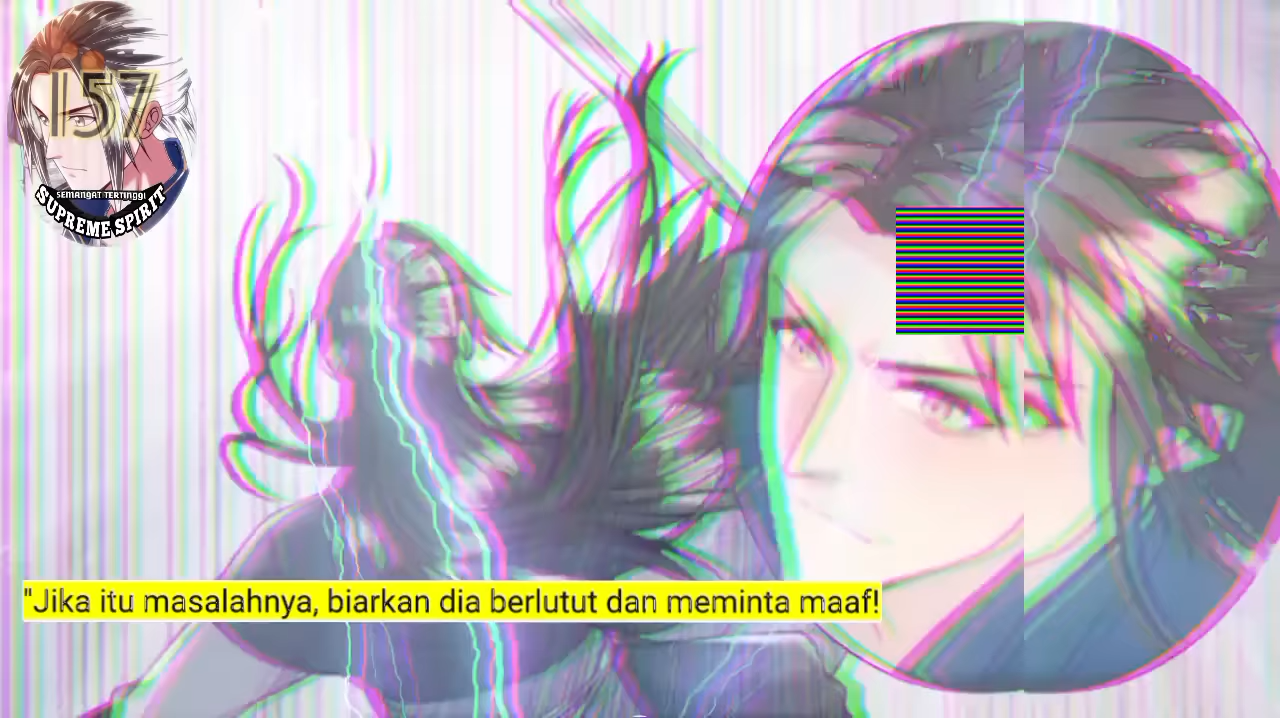 157
SEMANGAT TERTINGGI
SUPREME SPIRIT
"Jika itu masalahnya, biarkan dia berlutut dan meminta maaf!